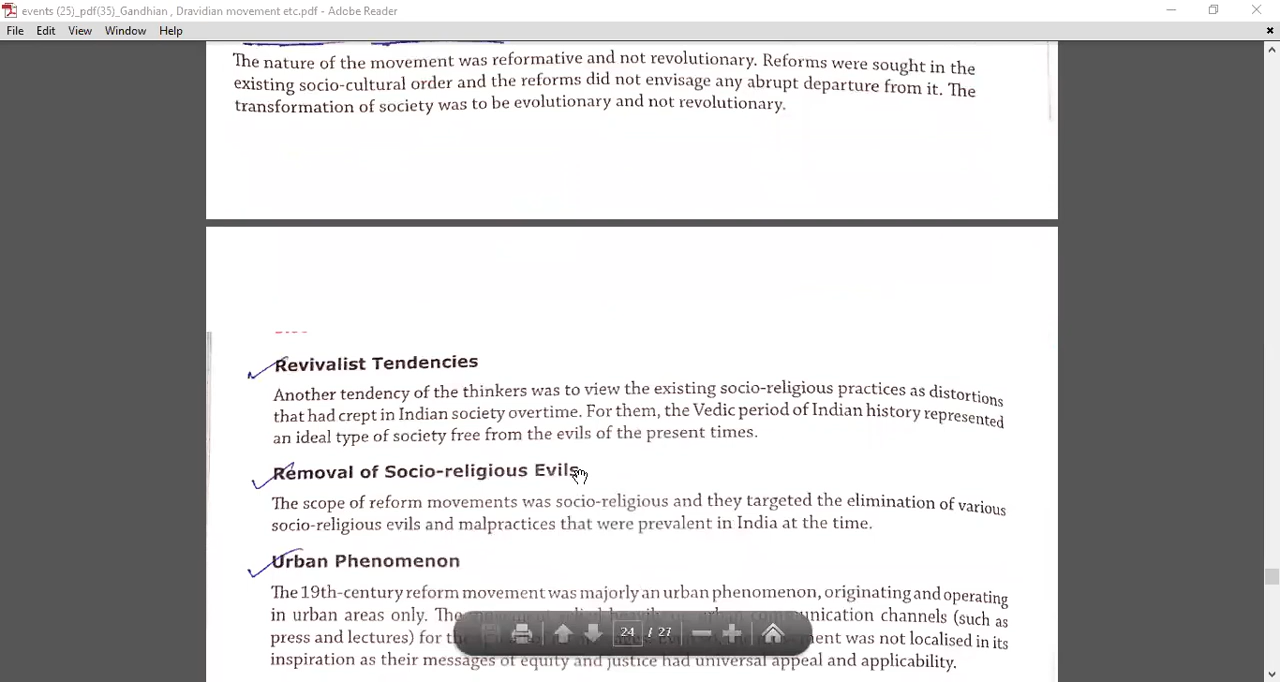 events (25)_pdf(35)_Gandhian , Dravidian movement etc.pdf - Adobe Reader
File Edit View Window Help
The nature of the movement was reformative and not revolutionary. Reforms were sought in the
existing socio-cultural order and the reforms did not envisage any abrupt departure from it. The
transformation of society was to be evolutionary and not revolutionary.
Revivalist Tendencies
Another tendency of the thinkers was to view the existing socio-religious practices as distortions
that had crept in Indian society overtime. For them, the Vedic period of Indian history represented
an ideal type of society free from the evils of the present times.
Removal of Socio-religious Evils
The scope of reform movements was socio-religious and they targeted the elimination of various
socio-religious evils and malpractices that were prevalent in India at the time.
Urban Phenomenon
The 19th-century reform movement was majorly an urban phenomenon, originating and operating
in urban areas only. The communication channels (such as
press and lectures) for the was not localised in its
inspiration as their messages of equity and justice had universal appeal and applicability.
24 / 27